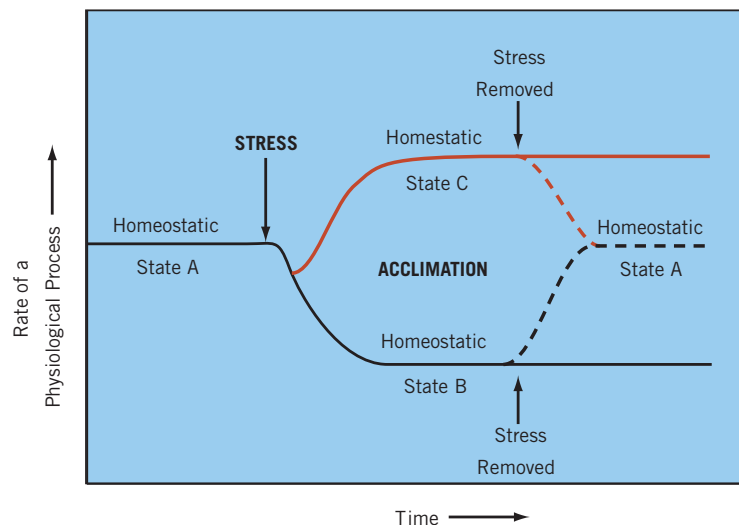 Stress
Removed
STRESS
Homestatic
State C
Homeostatic
State A
Homeostatic
State A
ACCLIMATION
Homeostatic
State B
Stress
Removed
Rate of a
Physiological Process
Time